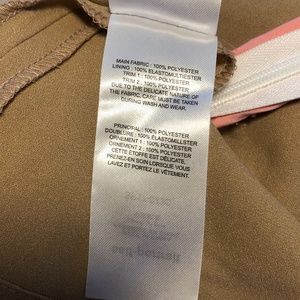 MAIN FABRIC : 100% POLYESTER
LINING : 100% ELASTOMULTIESTER
TRIM 1 : 100% POLYESTER
TRIM 2 : 100% POLYESTER
DUE TO THE DELICATE NATURE OF
THE FABRIC, CARE MUST BE TAKEN
DURING WASH AND WEAR.
PRINCIPAL : 100% POLYESTER
DOUBLURE : 100% ELASTOMILLSTER
ORNEMENT 1 : 100% POLYESTER
ORNEMENT 2 : 100% POLYESTER
CETTE ÉTOFFE EST DÉLICATE,
PRENEZ-EN SOIN LORSQUE VOUS
LAVEZ ET PORTEZ LE VÊTEMENT.